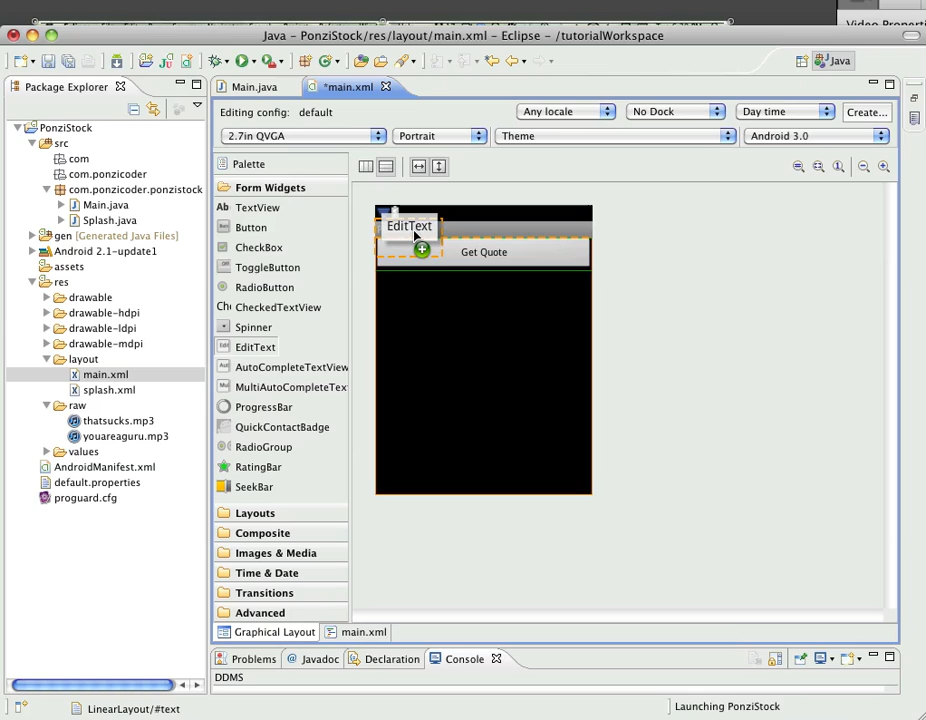 Video Properti
Java – PonziStock/res/layout/main.xml – Eclipse – /tutorialWorkspace
Java
Package Explorer
Main.java
*main.xml
Editing config: default
Any locale
No Dock
Day time
Create...
2.7in QVGA
Portrait
Theme
Android 3.0
PonziStock
src
com
com.ponzicoder
com.ponzicoder.ponzistock
Main.java
Splash.java
gen [Generated Java Files]
Android 2.1-update1
assets
res
drawable
drawable-hdpi
drawable-ldpi
drawable-mdpi
layout
main.xml
splash.xml
raw
thatsucks.mp3
youareaguru.mp3
values
AndroidManifest.xml
default.properties
proguard.cfg
Palette
Form Widgets
Ab TextView
Button
CheckBox
ToggleButton
RadioButton
CheckedTextView
Spinner
EditText
AutoCompleteTextView
MultiAutoCompleteTex
ProgressBar
QuickContactBadge
RadioGroup
RatingBar
SeekBar
Layouts
Composite
Images & Media
Time & Date
Transitions
Advanced
EditText
Get Quote
Graphical Layout
main.xml
Problems
Javadoc
Declaration
Console
DDMS
LinearLayout/#text
Launching PonziStock